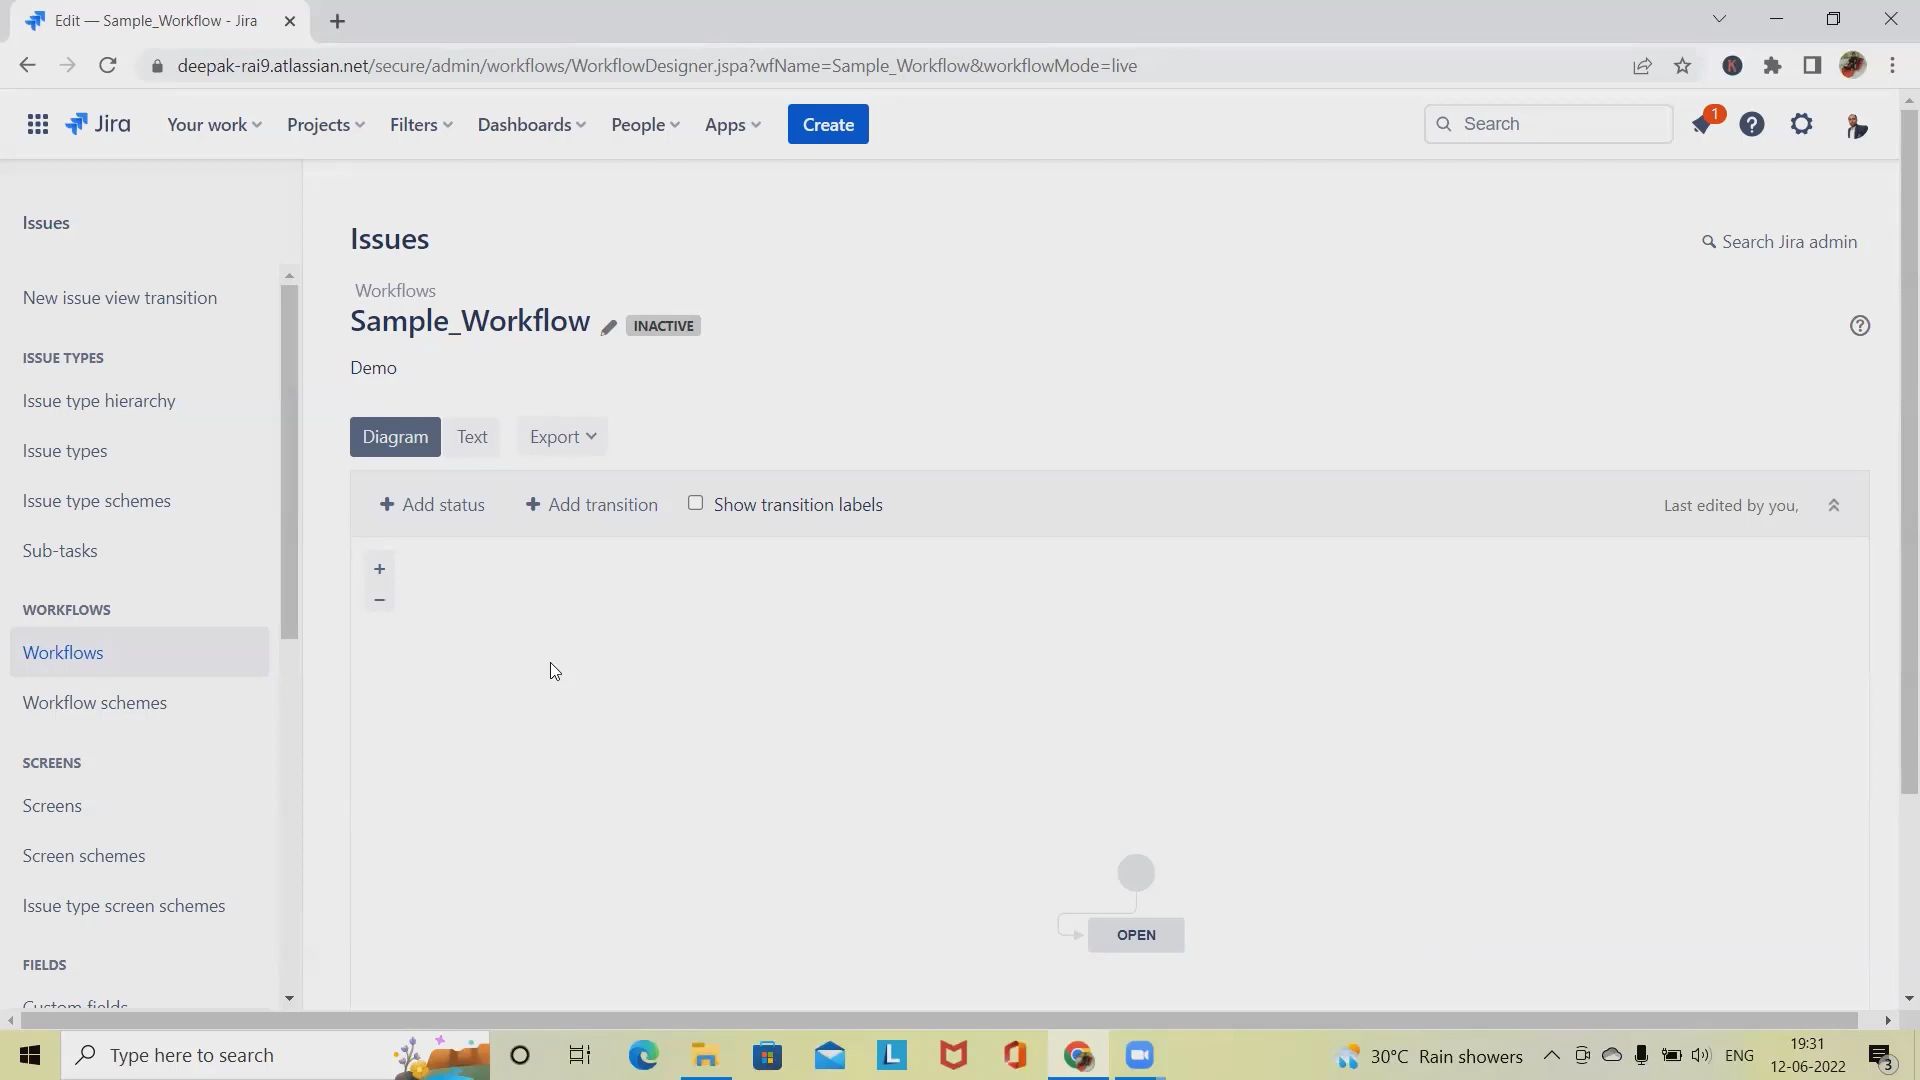 Edit — Sample_Workflow - Jira
deepak-rai9.atlassian.net/secure/admin/workflows/WorkflowDesigner.jspa?wfName=Sample_Workflow&workflowMode=live
Jira
Your work
Projects
Filters
Dashboards
People
Apps
Create
Search
1
Issues
New issue view transition
ISSUE TYPES
Issue type hierarchy
Issue types
Issue type schemes
Sub-tasks
WORKFLOWS
Workflows
Workflow schemes
SCREENS
Screens
Screen schemes
Issue type screen schemes
FIELDS
Custom fields
Issues
Search Jira admin
Workflows
Sample_Workflow INACTIVE
Demo
Diagram
Text
Export
+ Add status
+ Add transition
Show transition labels
Last edited by you,
+
−
OPEN
Type here to search
30°C Rain showers
ENG
19:31
12-06-2022
3